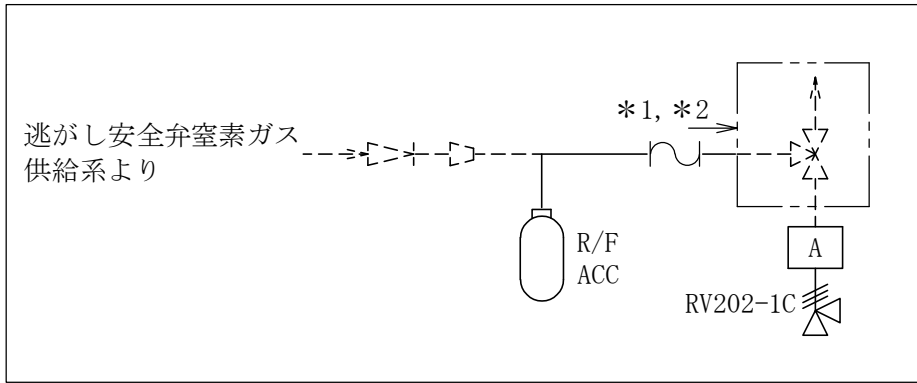 逃がし安全弁窒素ガス
供給系より
*1, *2
R/F
ACC
A
RV202-1C